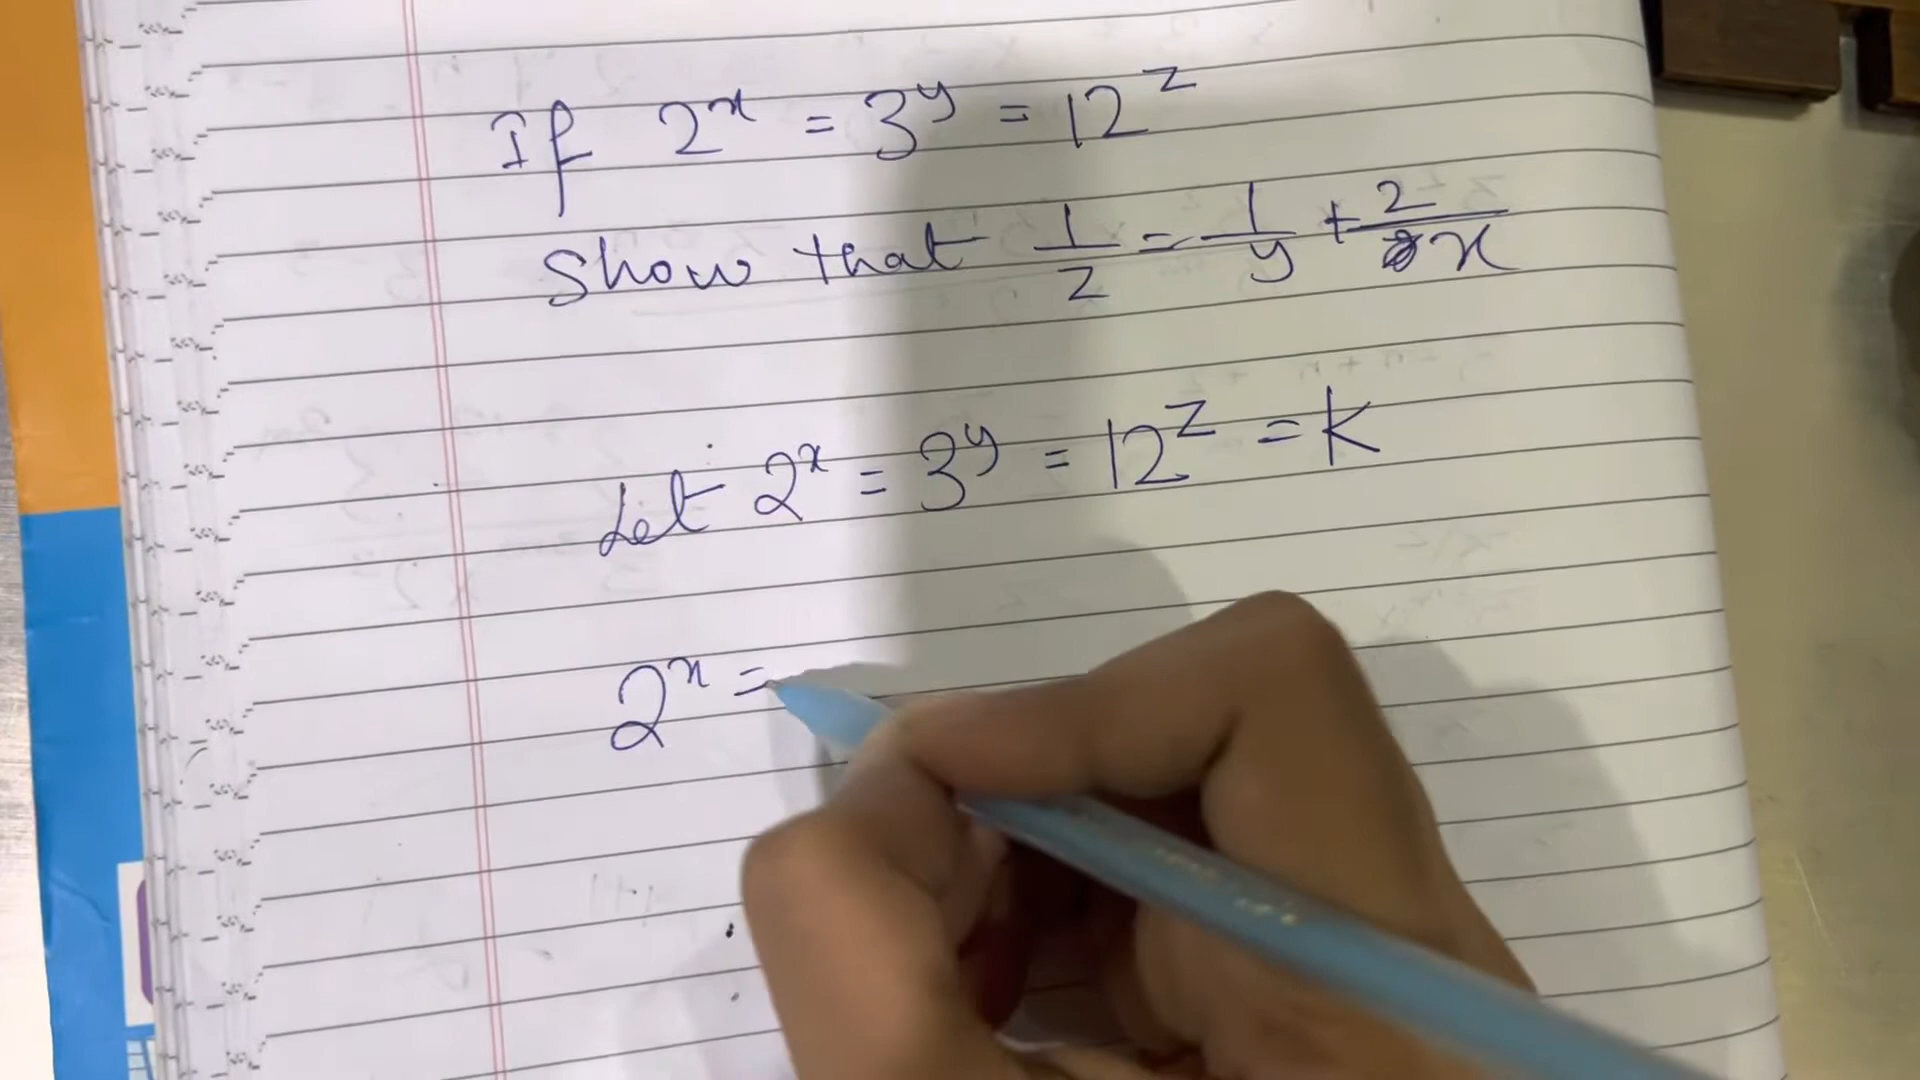 If 2^x = 3^y = 12^z
Show that 1/z = 1/y + 2/x
Let 2^x = 3^y = 12^z = K
2^x =